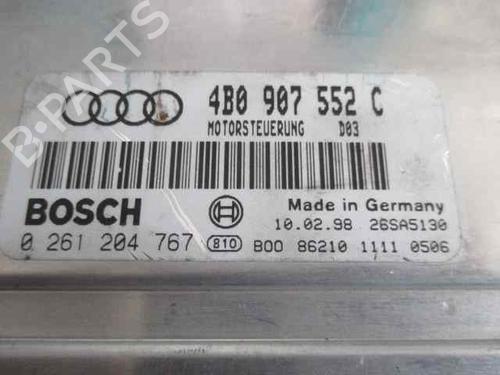 4B0 907 552 C
MOTORSTEUERUNG D03
BOSCH
Made in Germany
10.02.98 26SA5130
0 261 204 767 810 B00 86210 1111 0506
B-PARTS